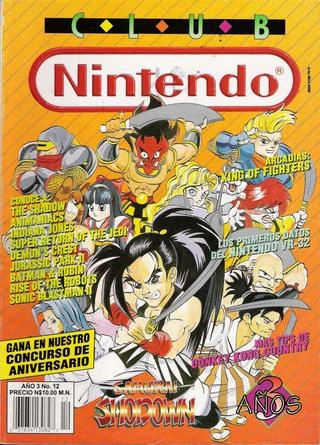 CLUB
Nintendo®
ARCADIAS:
KING OF FIGHTERS
CONOCE A:
THE SHADOW
ANIMANIACS
INDIANA JONES
SUPER RETURN OF THE JEDI
DEMON'S CREST
JURASSIC PARK II
BATMAN & ROBIN
RISE OF THE ROBOTS
SONIC BLASTMAN II
LOS PRIMEROS DATOS
DEL NINTENDO VR-32
GANA EN NUESTRO
CONCURSO DE
ANIVERSARIO
MAS TIPS DE
DONKEY KONG COUNTRY
AÑO 3 No. 12
PRECIO N$10.00 M.N.
SAMURAI
SHODOWN
3
AÑOS